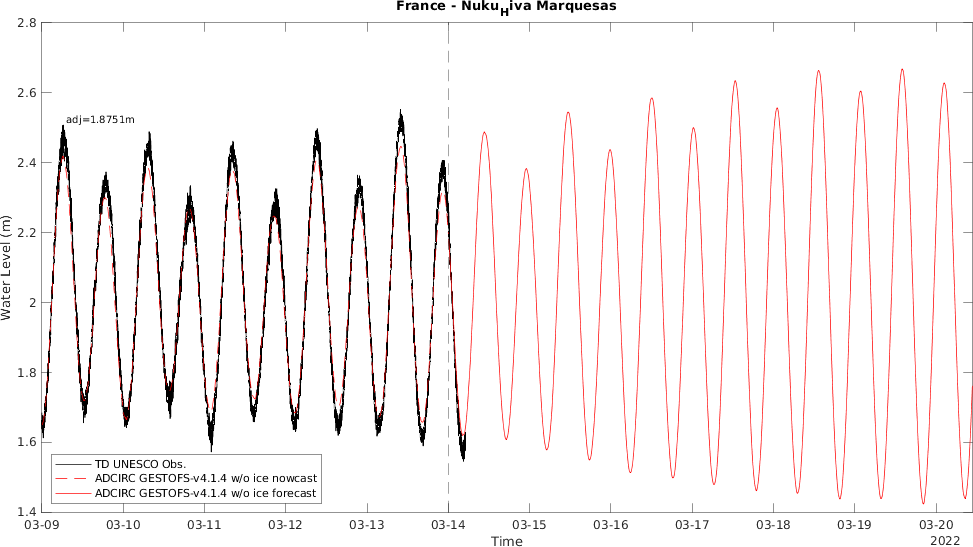 France - Nuku_Hiva Marquesas
2.8
2.6
2.4
2.2
2
1.8
1.6
1.4
Water Level (m)
adj=1.8751m
TD UNESCO Obs.
ADCIRC GESTOFS-v4.1.4 w/o ice nowcast
ADCIRC GESTOFS-v4.1.4 w/o ice forecast
03-09 03-10 03-11 03-12 03-13 03-14 03-15 03-16 03-17 03-18 03-19 03-20
Time
2022